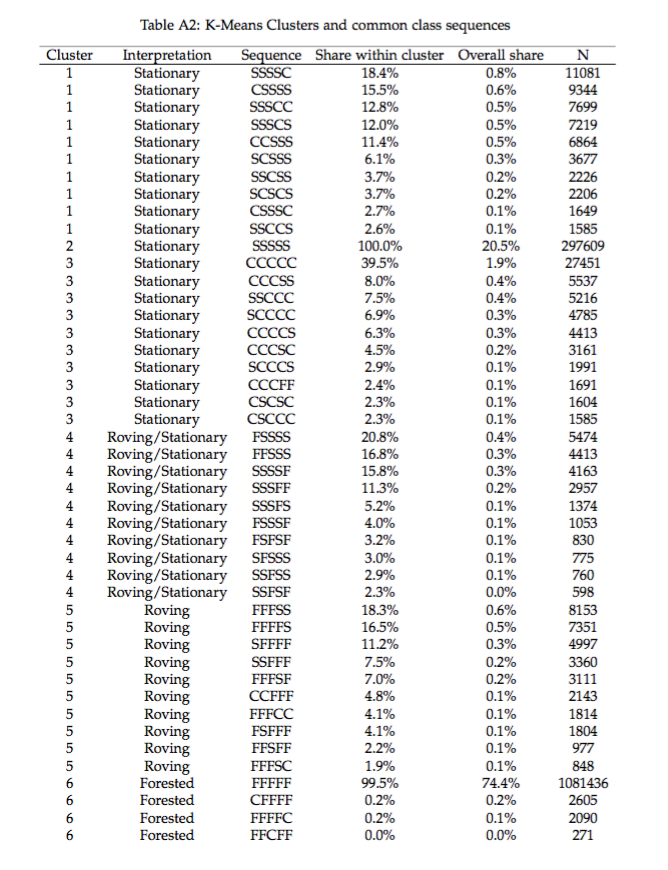 Table A2: K-Means Clusters and common class sequences
Cluster Interpretation Sequence Share within cluster Overall share N
1 Stationary SSSSC 18.4% 0.8% 11081
1 Stationary CSSSS 15.5% 0.6% 9344
1 Stationary SSSCC 12.8% 0.5% 7699
1 Stationary SSSCS 12.0% 0.5% 7219
1 Stationary CCSSS 11.4% 0.5% 6864
1 Stationary SCSSS 6.1% 0.3% 3677
1 Stationary SSCSS 3.7% 0.2% 2226
1 Stationary SCSCS 3.7% 0.2% 2206
1 Stationary CSSSC 2.7% 0.1% 1649
1 Stationary SSCCS 2.6% 0.1% 1585
2 Stationary SSSSS 100.0% 20.5% 297609
3 Stationary CCCCC 39.5% 1.9% 27451
3 Stationary CCCSS 8.0% 0.4% 5537
3 Stationary SSCCC 7.5% 0.4% 5216
3 Stationary SCCCC 6.9% 0.3% 4785
3 Stationary CCCCS 6.3% 0.3% 4413
3 Stationary CCCSC 4.5% 0.2% 3161
3 Stationary SCCCS 2.9% 0.1% 1991
3 Stationary CCCFF 2.4% 0.1% 1691
3 Stationary CSCSC 2.3% 0.1% 1604
3 Stationary CSCCC 2.3% 0.1% 1585
4 Roving/Stationary FSSSS 20.8% 0.4% 5474
4 Roving/Stationary FFSSS 16.8% 0.3% 4413
4 Roving/Stationary SSSSF 15.8% 0.3% 4163
4 Roving/Stationary SSSFF 11.3% 0.2% 2957
4 Roving/Stationary SSSFS 5.2% 0.1% 1374
4 Roving/Stationary FSSSF 4.0% 0.1% 1053
4 Roving/Stationary FSFSF 3.2% 0.1% 830
4 Roving/Stationary SFSSS 3.0% 0.1% 775
4 Roving/Stationary SSFSS 2.9% 0.1% 760
4 Roving/Stationary SSFSF 2.3% 0.0% 598
5 Roving FFFSS 18.3% 0.6% 8153
5 Roving FFFFS 16.5% 0.5% 7351
5 Roving SFFFF 11.2% 0.3% 4997
5 Roving SSFFF 7.5% 0.2% 3360
5 Roving FFFSF 7.0% 0.2% 3111
5 Roving CCFFF 4.8% 0.1% 2143
5 Roving FFFCC 4.1% 0.1% 1814
5 Roving FSFFF 4.1% 0.1% 1804
5 Roving FFSFF 2.2% 0.1% 977
5 Roving FFFSC 1.9% 0.1% 848
6 Forested FFFFF 99.5% 74.4% 1081436
6 Forested CFFFF 0.2% 0.2% 2605
6 Forested FFFFC 0.2% 0.1% 2090
6 Forested FFCFF 0.0% 0.0% 271